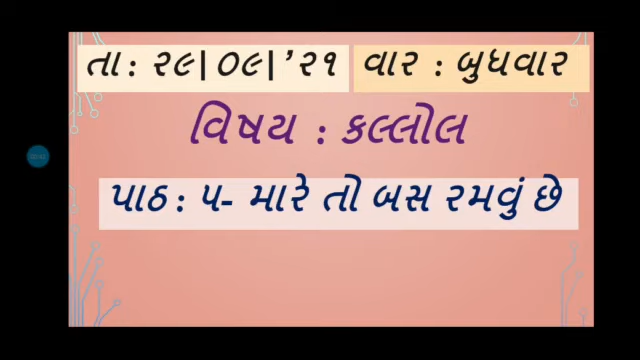 તા : ૨૯|૦૯|'૨૧ વાર : બુધવાર
વિષય : કલ્લોલ
પાઠ : ૫- મારે તો બસ રમવું છે